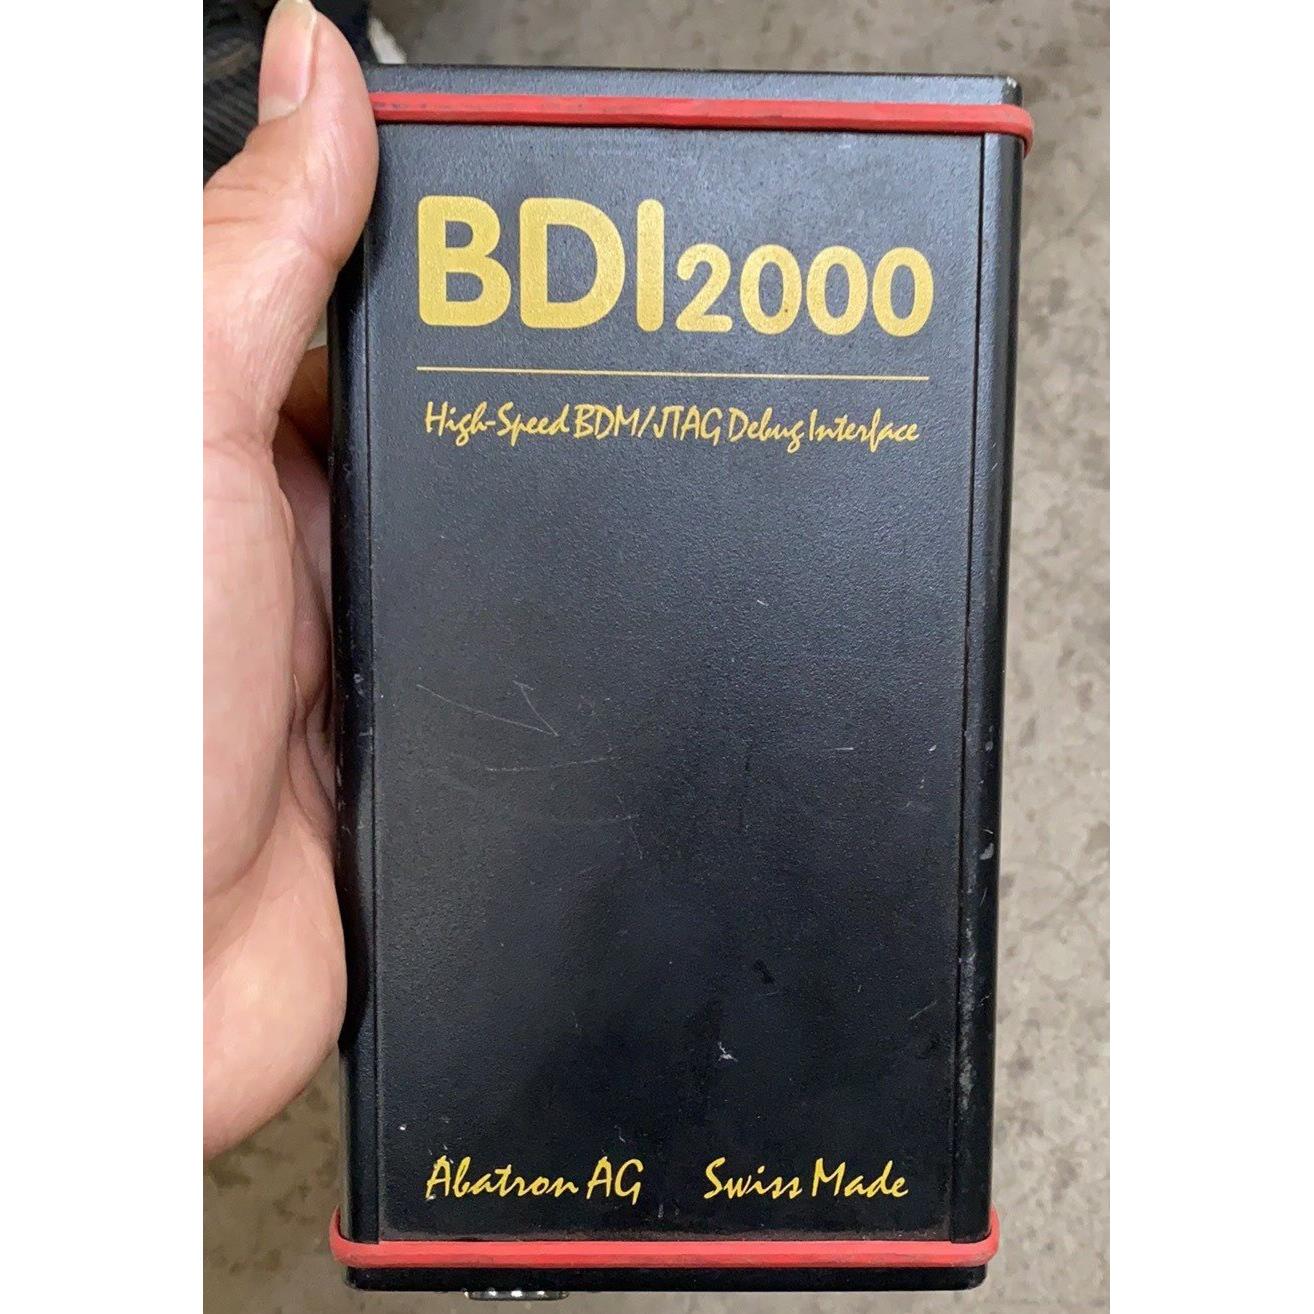 BDI2000
High-Speed BDM/JTAG Debug Interface
Abatron AG Swiss Made